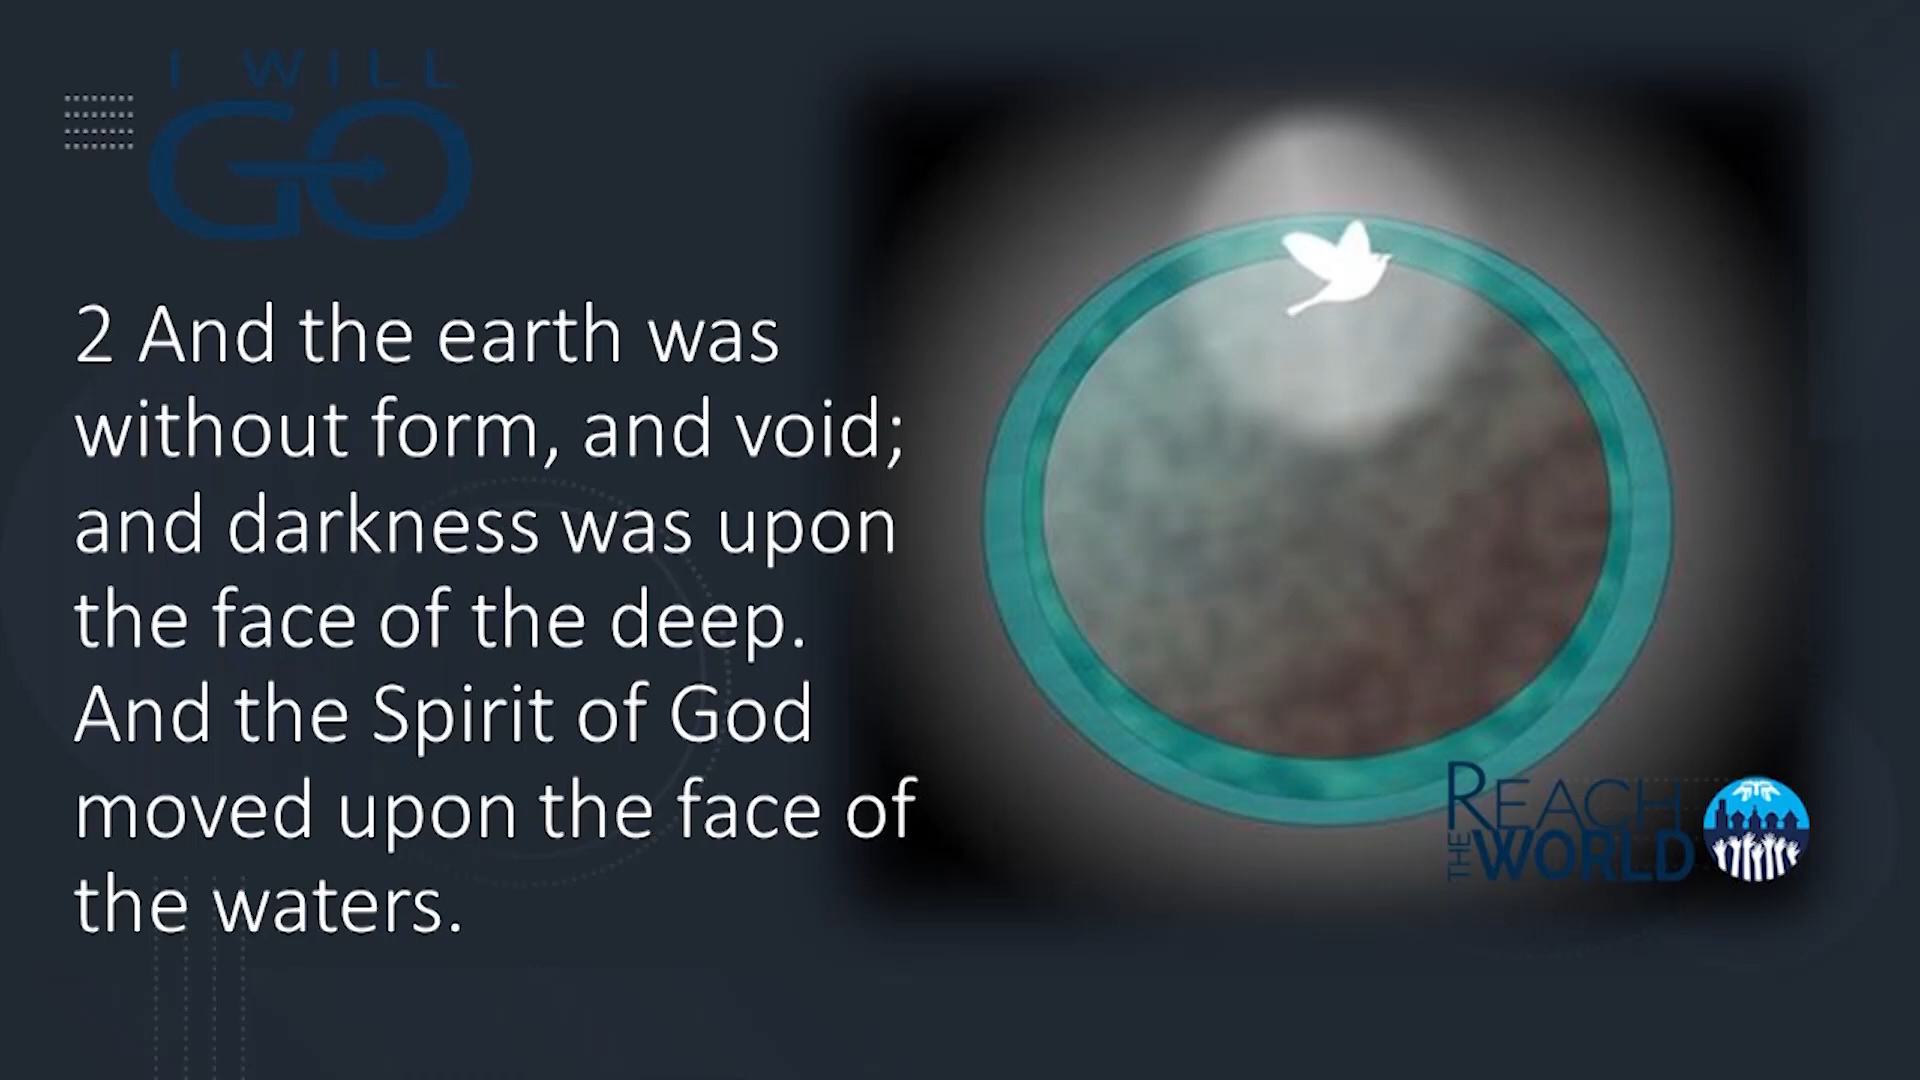 I WILL
GO
2 And the earth was
without form, and void;
and darkness was upon
the face of the deep.
And the Spirit of God
moved upon the face of
the waters.
REACH
THE WORLD